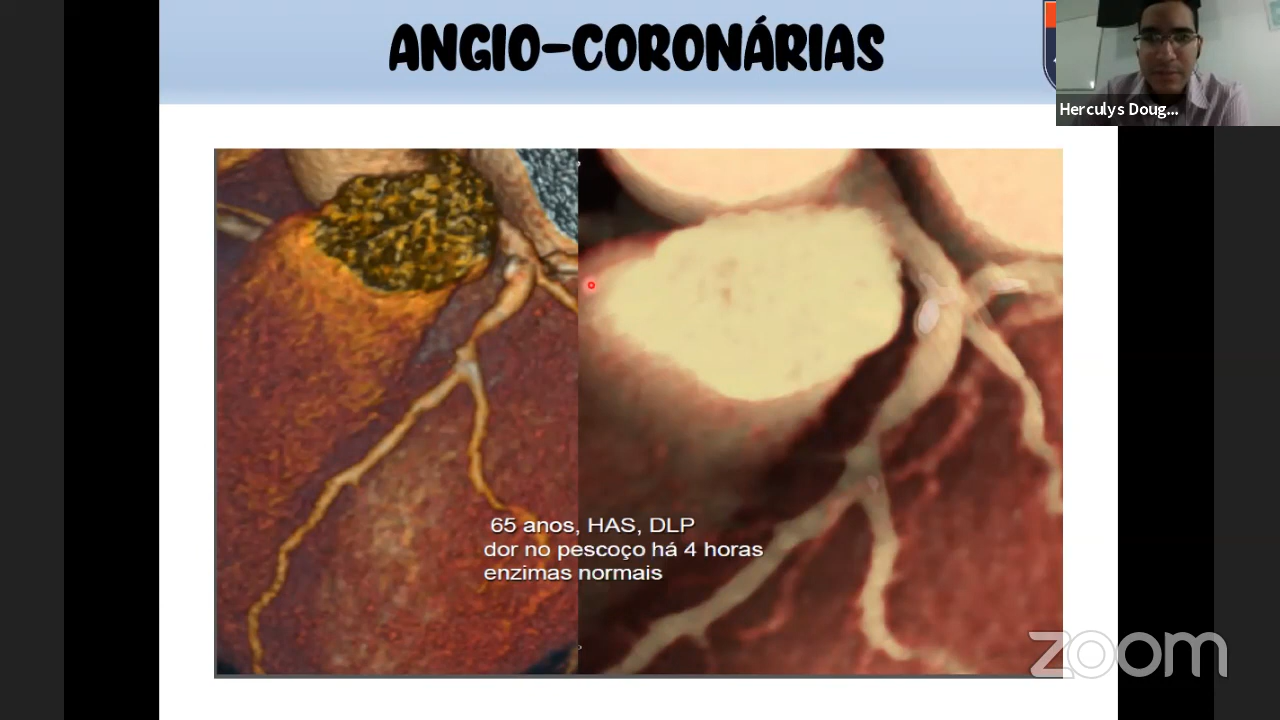 ANGIO-CORONÁRIAS
Herculys Doug...
65 anos, HAS, DLP
dor no pescoço há 4 horas
enzimas normais
zoom